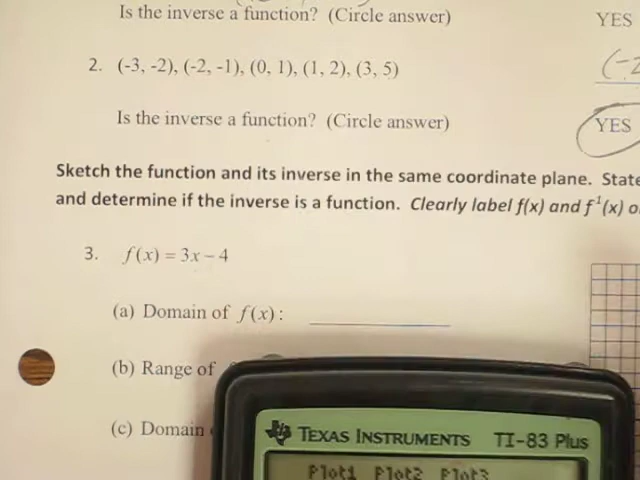 Is the inverse a function? (Circle answer) YES
2. (-3, -2), (-2, -1), (0, 1), (1, 2), (3, 5) (-2
Is the inverse a function? (Circle answer) YES
Sketch the function and its inverse in the same coordinate plane. State
and determine if the inverse is a function. Clearly label f(x) and f¹(x) o
3. f(x) = 3x – 4
(a) Domain of f(x):
(b) Range of
(c) Domain
TEXAS INSTRUMENTS TI-83 Plus
Plot1 Plot2 Plot3